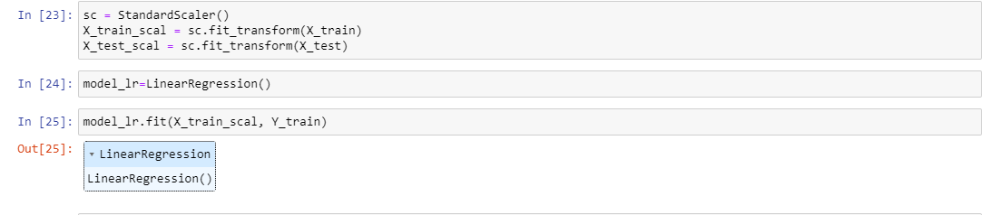 In [23]: sc = StandardScaler()
X_train_scal = sc.fit_transform(X_train)
X_test_scal = sc.fit_transform(X_test)
In [24]: model_lr=LinearRegression()
In [25]: model_lr.fit(X_train_scal, Y_train)
Out[25]: ▾ LinearRegression
LinearRegression()